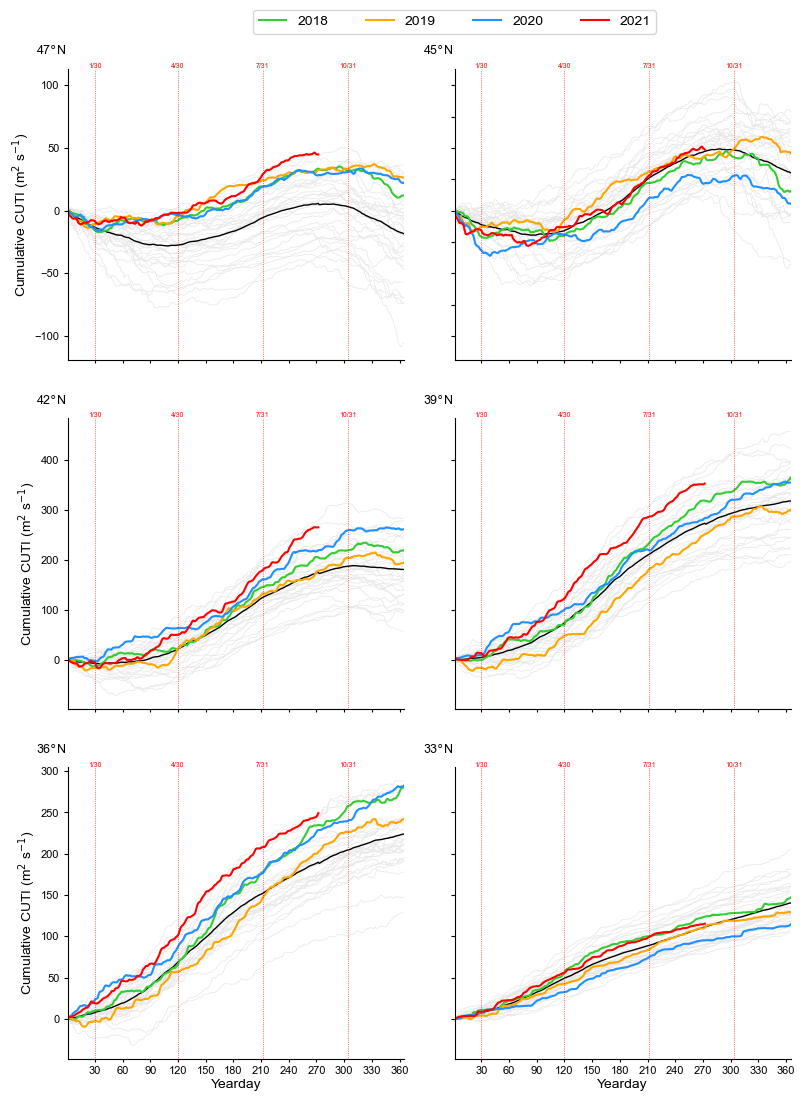 2018 2019 2020 2021
47°N 45°N
1/30 4/30 7/31 10/31 1/30 4/30 7/31 10/31
100
50
0
−50
−100
Cumulative CUTI (m² s⁻¹)
42°N 39°N
1/30 4/30 7/31 10/31 1/30 4/30 7/31 10/31
400
300
200
100
0
Cumulative CUTI (m² s⁻¹)
36°N 33°N
1/30 4/30 7/31 10/31 1/30 4/30 7/31 10/31
300
250
200
150
100
50
0
Cumulative CUTI (m² s⁻¹)
30 60 90 120 150 180 210 240 270 300 330 360 30 60 90 120 150 180 210 240 270 300 330 360
Yearday Yearday